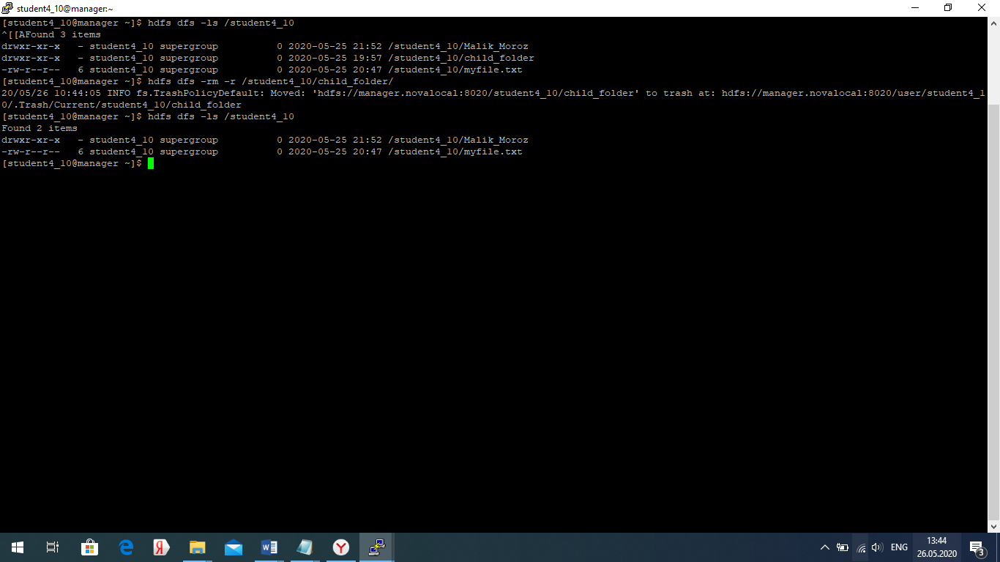 student4_10@manager:~
[student4_10@manager ~]$ hdfs dfs -ls /student4_10
^[[AFound 3 items
drwxr-xr-x   - student4_10 supergroup          0 2020-05-25 21:52 /student4_10/Malik_Moroz
drwxr-xr-x   - student4_10 supergroup          0 2020-05-25 19:57 /student4_10/child_folder
-rw-r--r--   6 student4_10 supergroup          0 2020-05-25 20:47 /student4_10/myfile.txt
[student4_10@manager ~]$ hdfs dfs -rm -r /student4_10/child_folder/
20/05/26 10:44:05 INFO fs.TrashPolicyDefault: Moved: 'hdfs://manager.novalocal:8020/student4_10/child_folder' to trash at: hdfs://manager.novalocal:8020/user/student4_1
0/.Trash/Current/student4_10/child_folder
[student4_10@manager ~]$ hdfs dfs -ls /student4_10
Found 2 items
drwxr-xr-x   - student4_10 supergroup          0 2020-05-25 21:52 /student4_10/Malik_Moroz
-rw-r--r--   6 student4_10 supergroup          0 2020-05-25 20:47 /student4_10/myfile.txt
[student4_10@manager ~]$
ENG
13:44
26.05.2020
3